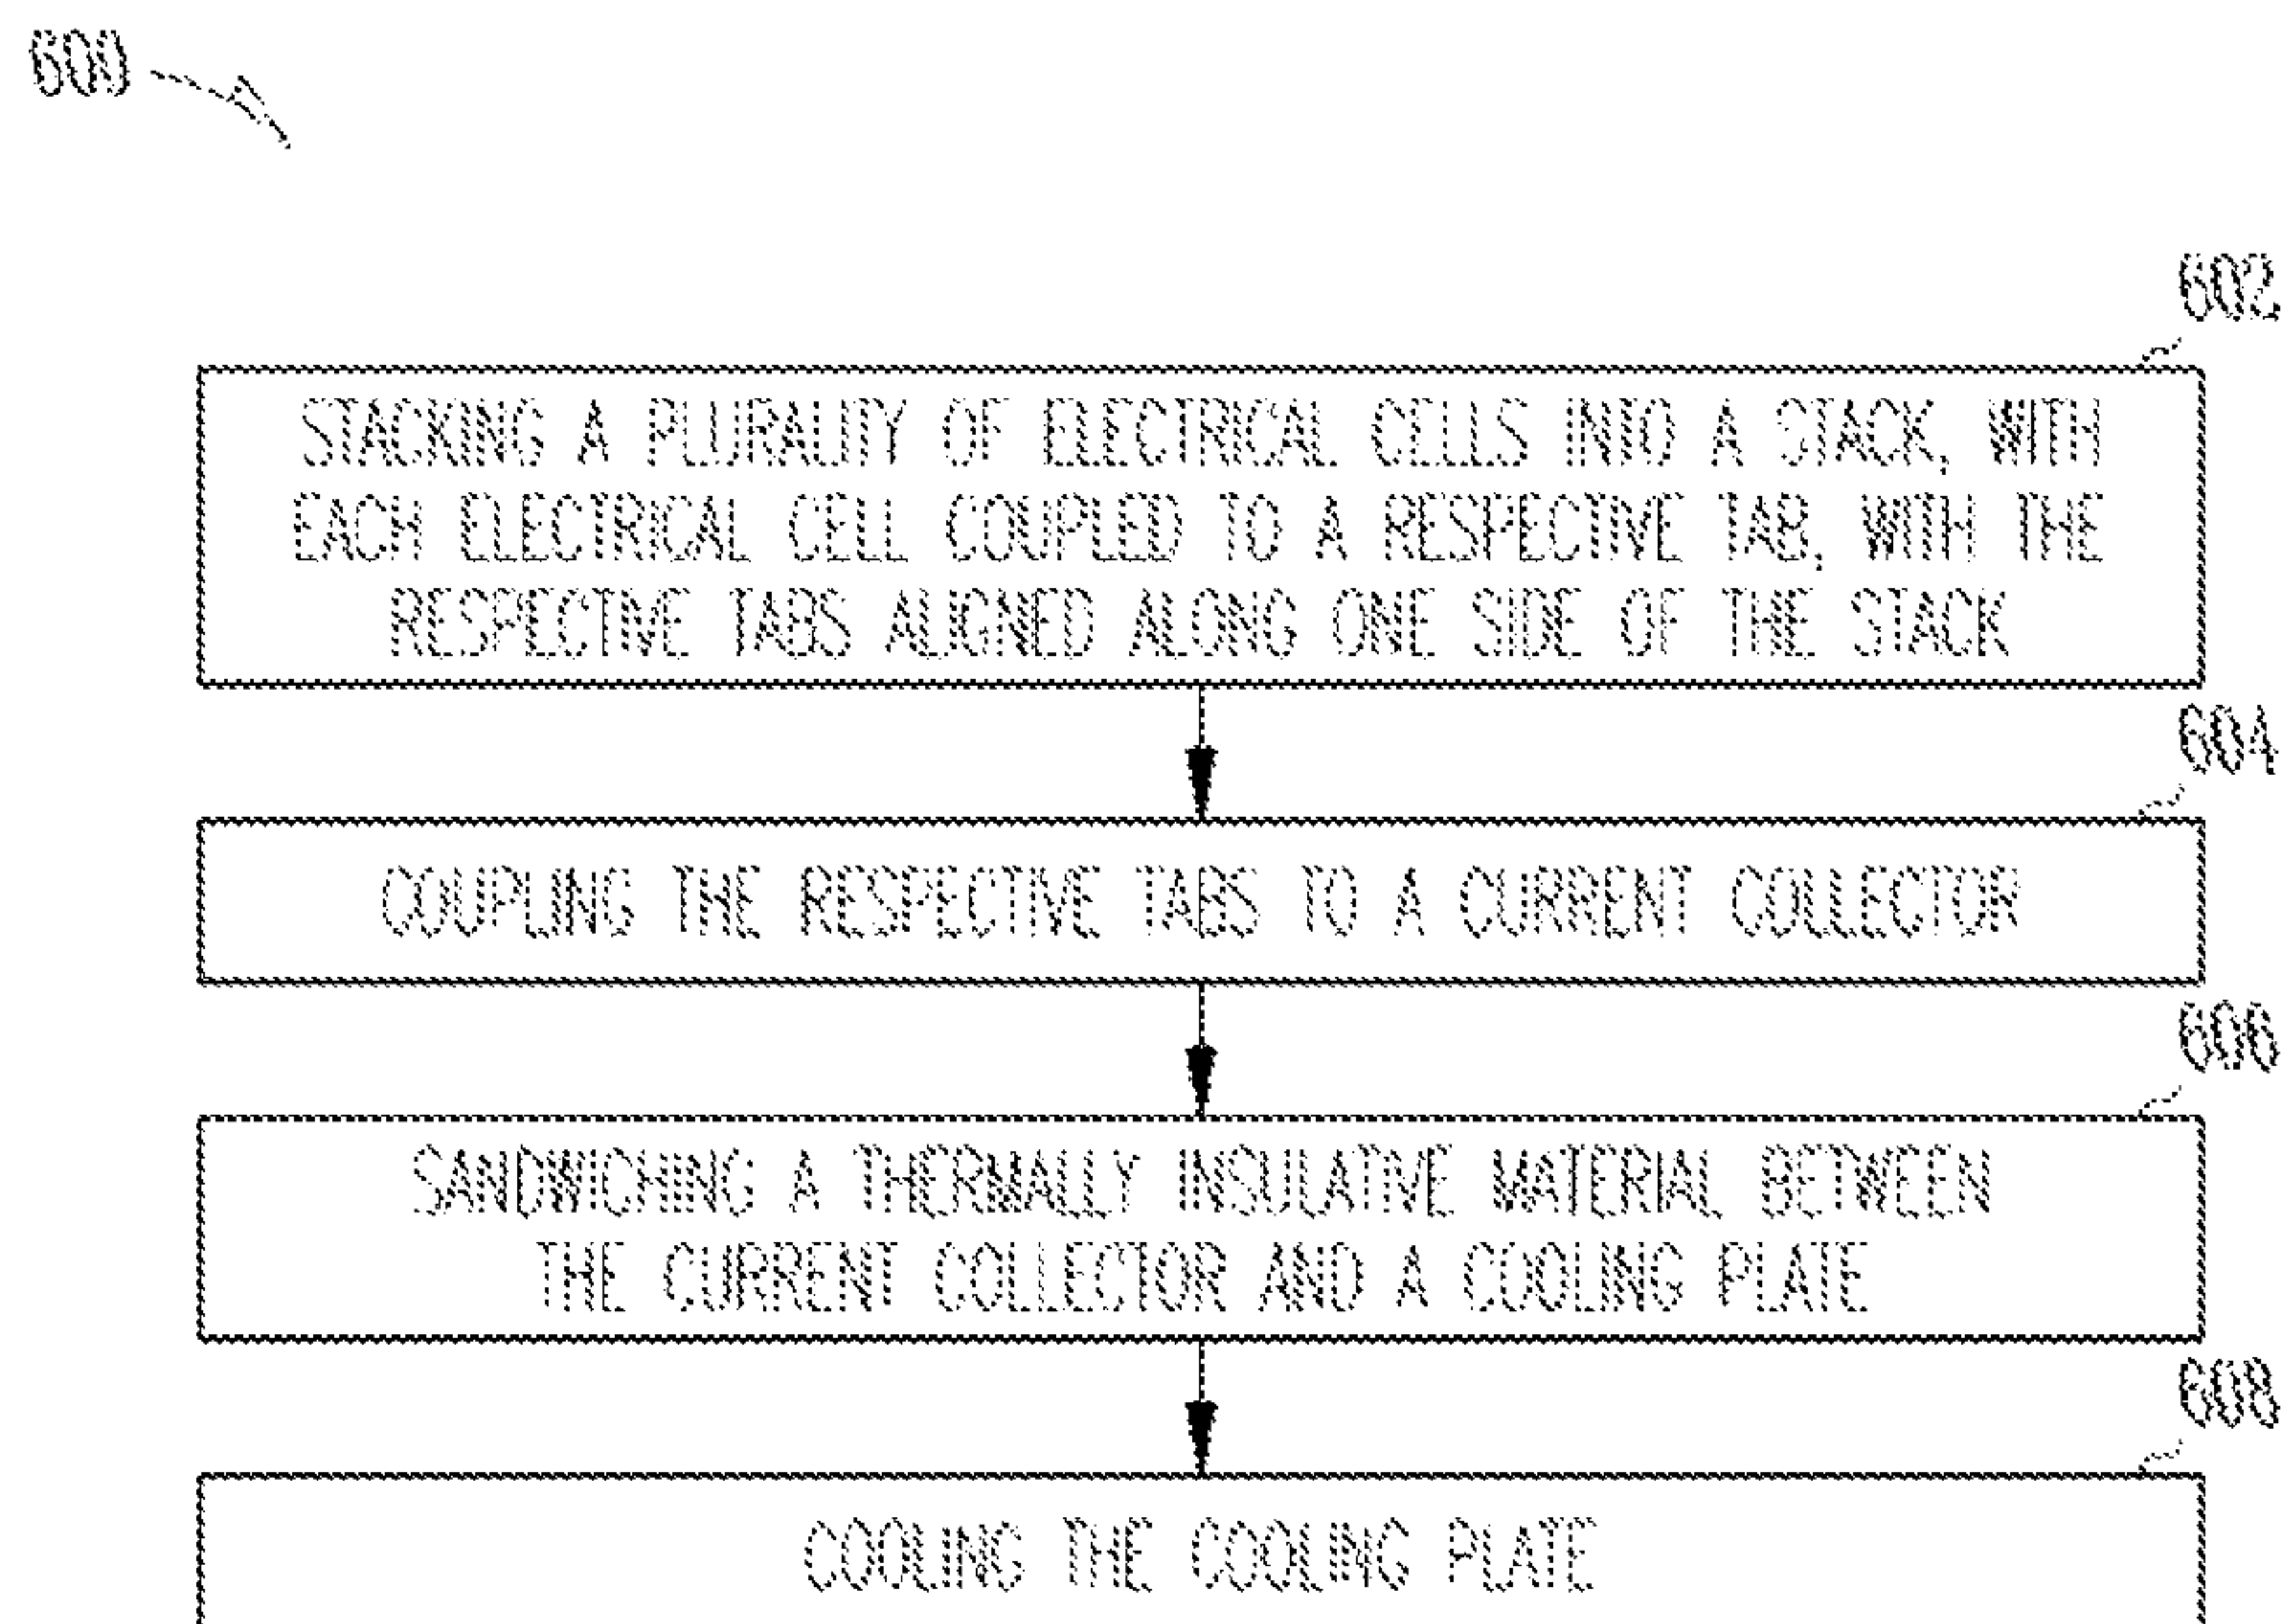 600
602
STACKING A PLURALITY OF ELECTRICAL CELLS INTO A STACK, WITH
EACH ELECTRICAL CELL COUPLED TO A RESPECTIVE TAB, WITH THE
RESPECTIVE TABS ALIGNED ALONG ONE SIDE OF THE STACK
604
COUPLING THE RESPECTIVE TABS TO A CURRENT COLLECTOR
606
SANDWICHING A THERMALLY INSULATIVE MATERIAL BETWEEN
THE CURRENT COLLECTOR AND A COOLING PLATE
608
COOLING THE COOLING PLATE